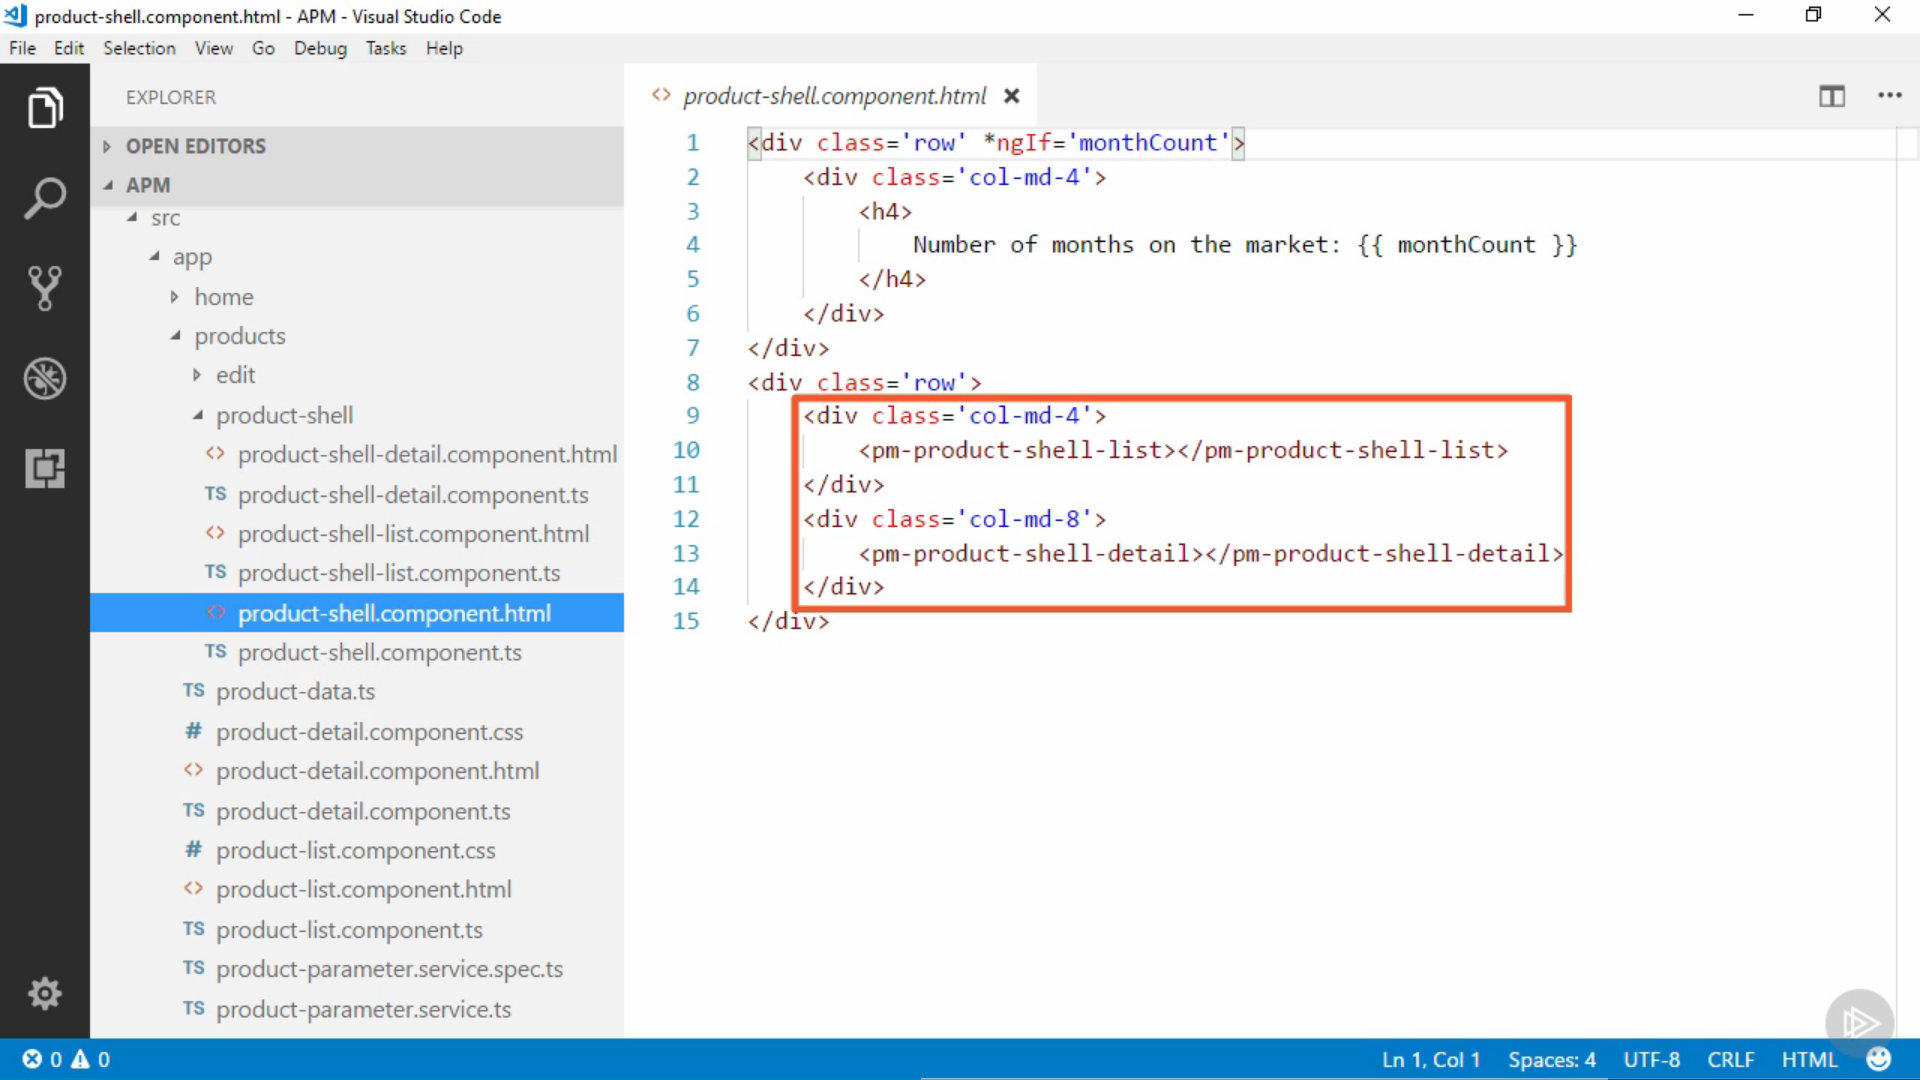 product-shell.component.html - APM - Visual Studio Code
File Edit Selection View Go Debug Tasks Help
EXPLORER
OPEN EDITORS
APM
src
app
home
products
edit
product-shell
<> product-shell-detail.component.html
TS product-shell-detail.component.ts
<> product-shell-list.component.html
TS product-shell-list.component.ts
<> product-shell.component.html
TS product-shell.component.ts
TS product-data.ts
# product-detail.component.css
<> product-detail.component.html
TS product-detail.component.ts
# product-list.component.css
<> product-list.component.html
TS product-list.component.ts
TS product-parameter.service.spec.ts
TS product-parameter.service.ts
<> product-shell.component.html
1 <div class='row' *ngIf='monthCount'>
2 <div class='col-md-4'>
3 <h4>
4 Number of months on the market: {{ monthCount }}
5 </h4>
6 </div>
7 </div>
8 <div class='row'>
9 <div class='col-md-4'>
10 <pm-product-shell-list></pm-product-shell-list>
11 </div>
12 <div class='col-md-8'>
13 <pm-product-shell-detail></pm-product-shell-detail>
14 </div>
15 </div>
0 0 Ln 1, Col 1 Spaces: 4 UTF-8 CRLF HTML